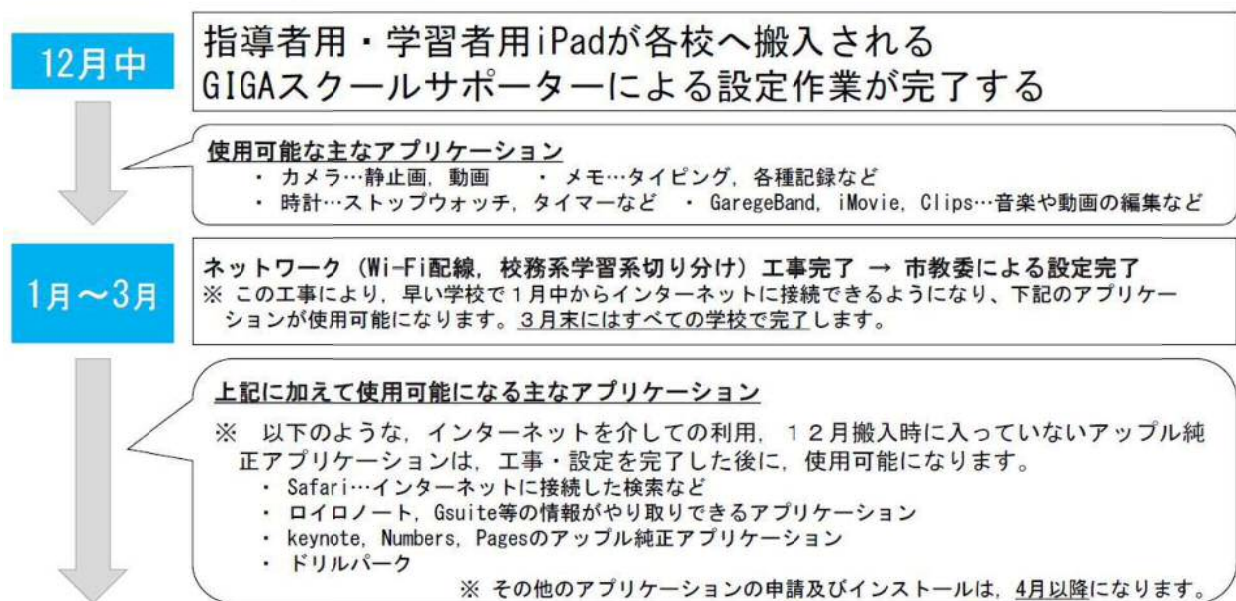 12月中
指導者用・学習者用iPadが各校へ搬入される
GIGAスクールサポーターによる設定作業が完了する
使用可能な主なアプリケーション
・ カメラ…静止画，動画　・ メモ…タイピング，各種記録など
・ 時計…ストップウォッチ，タイマーなど ・ GaregeBand, iMovie, Clips…音楽や動画の編集など
1月～3月
ネットワーク（Wi-Fi配線，校務系学習系切り分け）工事完了 → 市教委による設定完了
※ この工事により，早い学校で１月中からインターネットに接続できるようになり、下記のアプリケー
ションが使用可能になります。３月末にはすべての学校で完了します。
上記に加えて使用可能になる主なアプリケーション
※ 以下のような，インターネットを介しての利用，１２月搬入時に入っていないアップル純
正アプリケーションは，工事・設定を完了した後に，使用可能になります。
・ Safari…インターネットに接続した検索など
・ ロイロノート，Gsuite等の情報がやり取りできるアプリケーション
・ keynote, Numbers, Pagesのアップル純正アプリケーション
・ ドリルパーク
※ その他のアプリケーションの申請及びインストールは，4月以降になります。